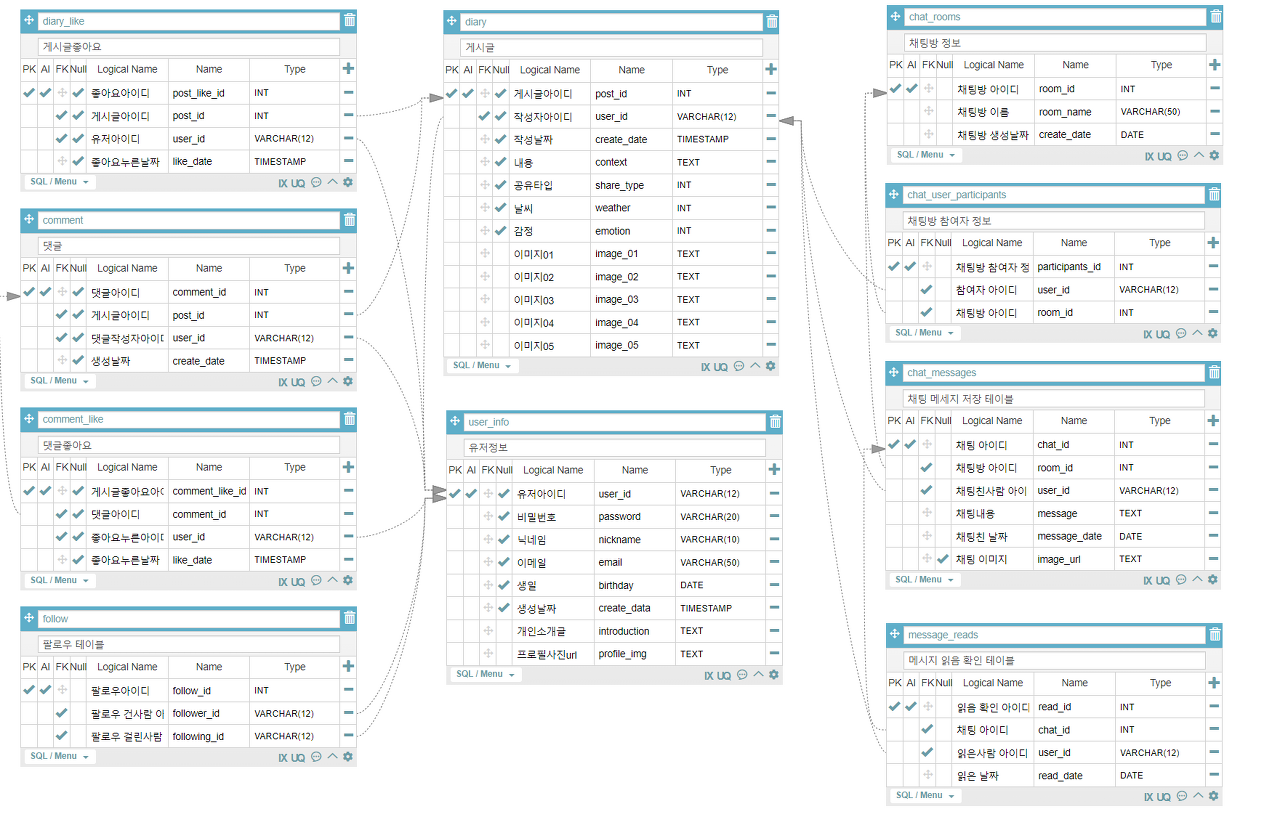 diary_like
게시글좋아요
PK AI FK Null Logical Name Name Type
좋아요아이디 post_like_id INT
게시글아이디 post_id INT
유저아이디 user_id VARCHAR(12)
좋아요누른날짜 like_date TIMESTAMP
SQL / Menu IX UQ
comment
댓글
PK AI FK Null Logical Name Name Type
댓글아이디 comment_id INT
게시글아이디 post_id INT
댓글작성자아이디 user_id VARCHAR(12)
생성날짜 create_date TIMESTAMP
SQL / Menu IX UQ
comment_like
댓글좋아요
PK AI FK Null Logical Name Name Type
게시글좋아요아이 comment_like_id INT
댓글아이디 comment_id INT
좋아요누른아이디 user_id VARCHAR(12)
좋아요누른날짜 like_date TIMESTAMP
SQL / Menu IX UQ
follow
팔로우 테이블
PK AI FK Null Logical Name Name Type
팔로우아이디 follow_id INT
팔로우 건사람 아 follower_id VARCHAR(12)
팔로우 걸린사람 following_id VARCHAR(12)
SQL / Menu IX UQ
diary
게시글
PK AI FK Null Logical Name Name Type
게시글아이디 post_id INT
작성자아이디 user_id VARCHAR(12)
작성날짜 create_date TIMESTAMP
내용 context TEXT
공유타입 share_type INT
날씨 weather INT
감정 emotion INT
이미지01 image_01 TEXT
이미지02 image_02 TEXT
이미지03 image_03 TEXT
이미지04 image_04 TEXT
이미지05 image_05 TEXT
SQL / Menu IX UQ
user_info
유저정보
PK AI FK Null Logical Name Name Type
유저아이디 user_id VARCHAR(12)
비밀번호 password VARCHAR(20)
닉네임 nickname VARCHAR(10)
이메일 email VARCHAR(50)
생일 birthday DATE
생성날짜 create_data TIMESTAMP
개인소개글 introduction TEXT
프로필사진url profile_img TEXT
SQL / Menu IX UQ
chat_rooms
채팅방 정보
PK AI FK Null Logical Name Name Type
채팅방 아이디 room_id INT
채팅방 이름 room_name VARCHAR(50)
채팅방 생성날짜 create_date DATE
SQL / Menu IX UQ
chat_user_participants
채팅방 참여자 정보
PK AI FK Null Logical Name Name Type
채팅방 참여자 정 participants_id INT
참여자 아이디 user_id VARCHAR(12)
채팅방 아이디 room_id INT
SQL / Menu IX UQ
chat_messages
채팅 메세지 저장 테이블
PK AI FK Null Logical Name Name Type
채팅 아이디 chat_id INT
채팅방 아이디 room_id INT
채팅친사람 아이 user_id VARCHAR(12)
채팅내용 message TEXT
채팅친 날짜 message_date DATE
채팅 이미지 image_url TEXT
SQL / Menu IX UQ
message_reads
메시지 읽음 확인 테이블
PK AI FK Null Logical Name Name Type
읽음 확인 아이디 read_id INT
채팅 아이디 chat_id INT
읽은사람 아이디 user_id VARCHAR(12)
읽은 날짜 read_date DATE
SQL / Menu IX UQ